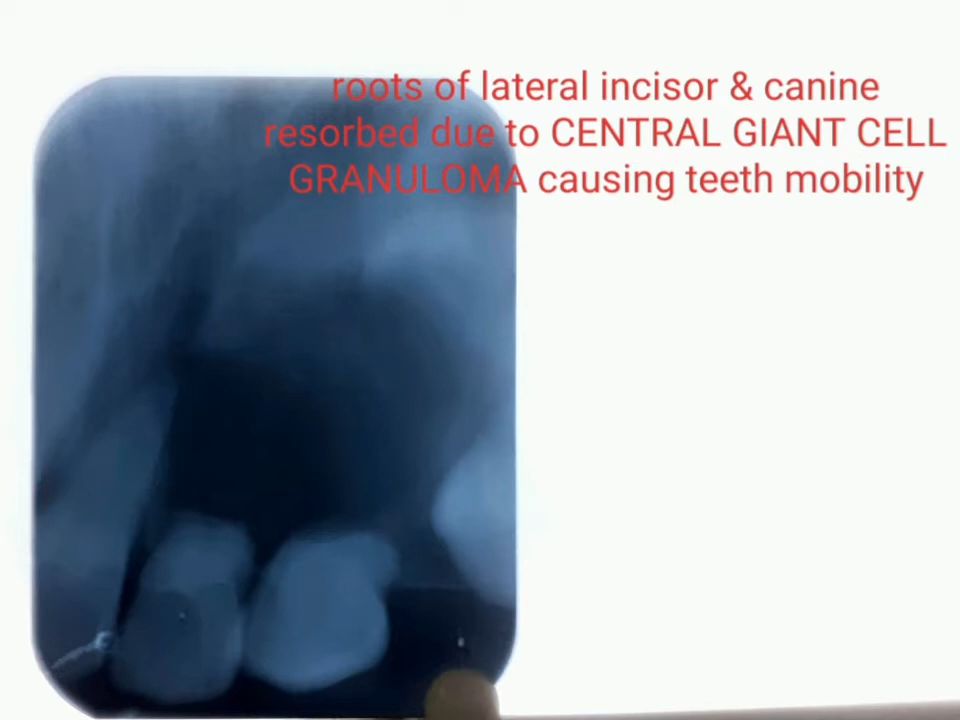 roots of lateral incisor & canine
resorbed due to CENTRAL GIANT CELL
GRANULOMA causing teeth mobility